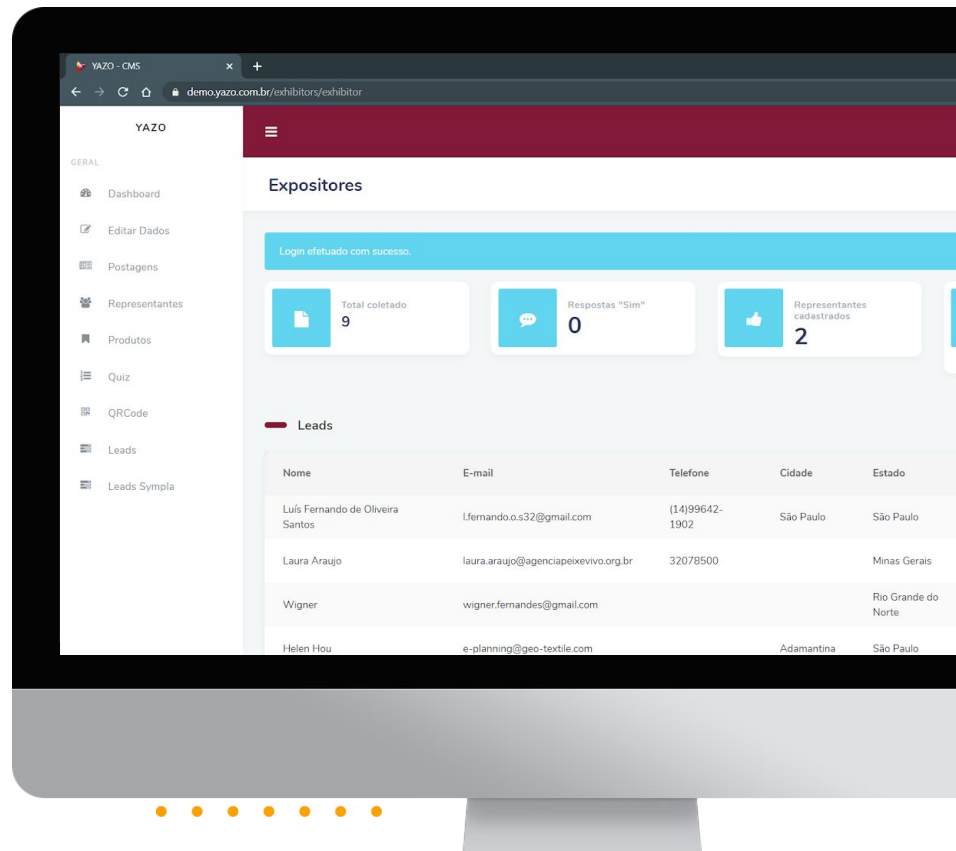 YAZO - CMS
demo.yazo.com.br/exhibitors/exhibitor
YAZO
GERAL
Dashboard
Editar Dados
Postagens
Representantes
Produtos
Quiz
QRCode
Leads
Leads Sympla
Expositores
Login efetuado com sucesso.
Total coletado
9
Respostas "Sim"
0
Representantes
cadastrados
2
Leads
Nome E-mail Telefone Cidade Estado
Luís Fernando de Oliveira
Santos
l.fernando.o.s32@gmail.com
(14)99642-
1902
São Paulo
São Paulo
Laura Araujo laura.araujo@agenciapeixevivo.org.br 32078500 Minas Gerais
Wigner wigner.fernandes@gmail.com
Rio Grande do
Norte
Helen Hou e-planning@geo-textile.com Adamantina São Paulo